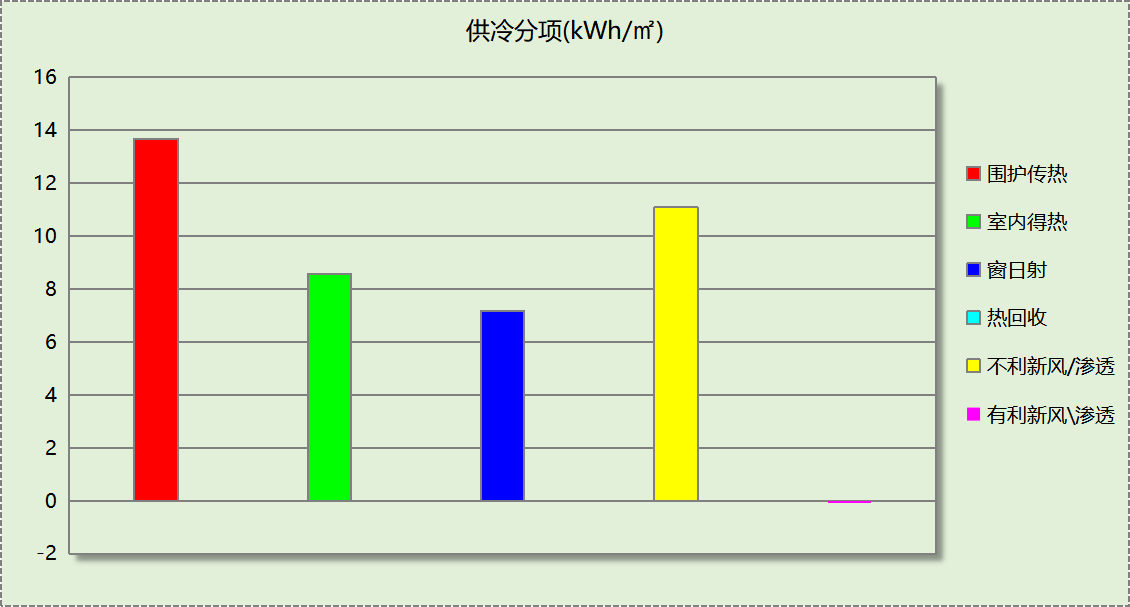 供冷分项(kWh/㎡)
16
14
12
10
8
6
4
2
0
-2
围护传热
室内得热
窗日射
热回收
不利新风/渗透
有利新风\渗透